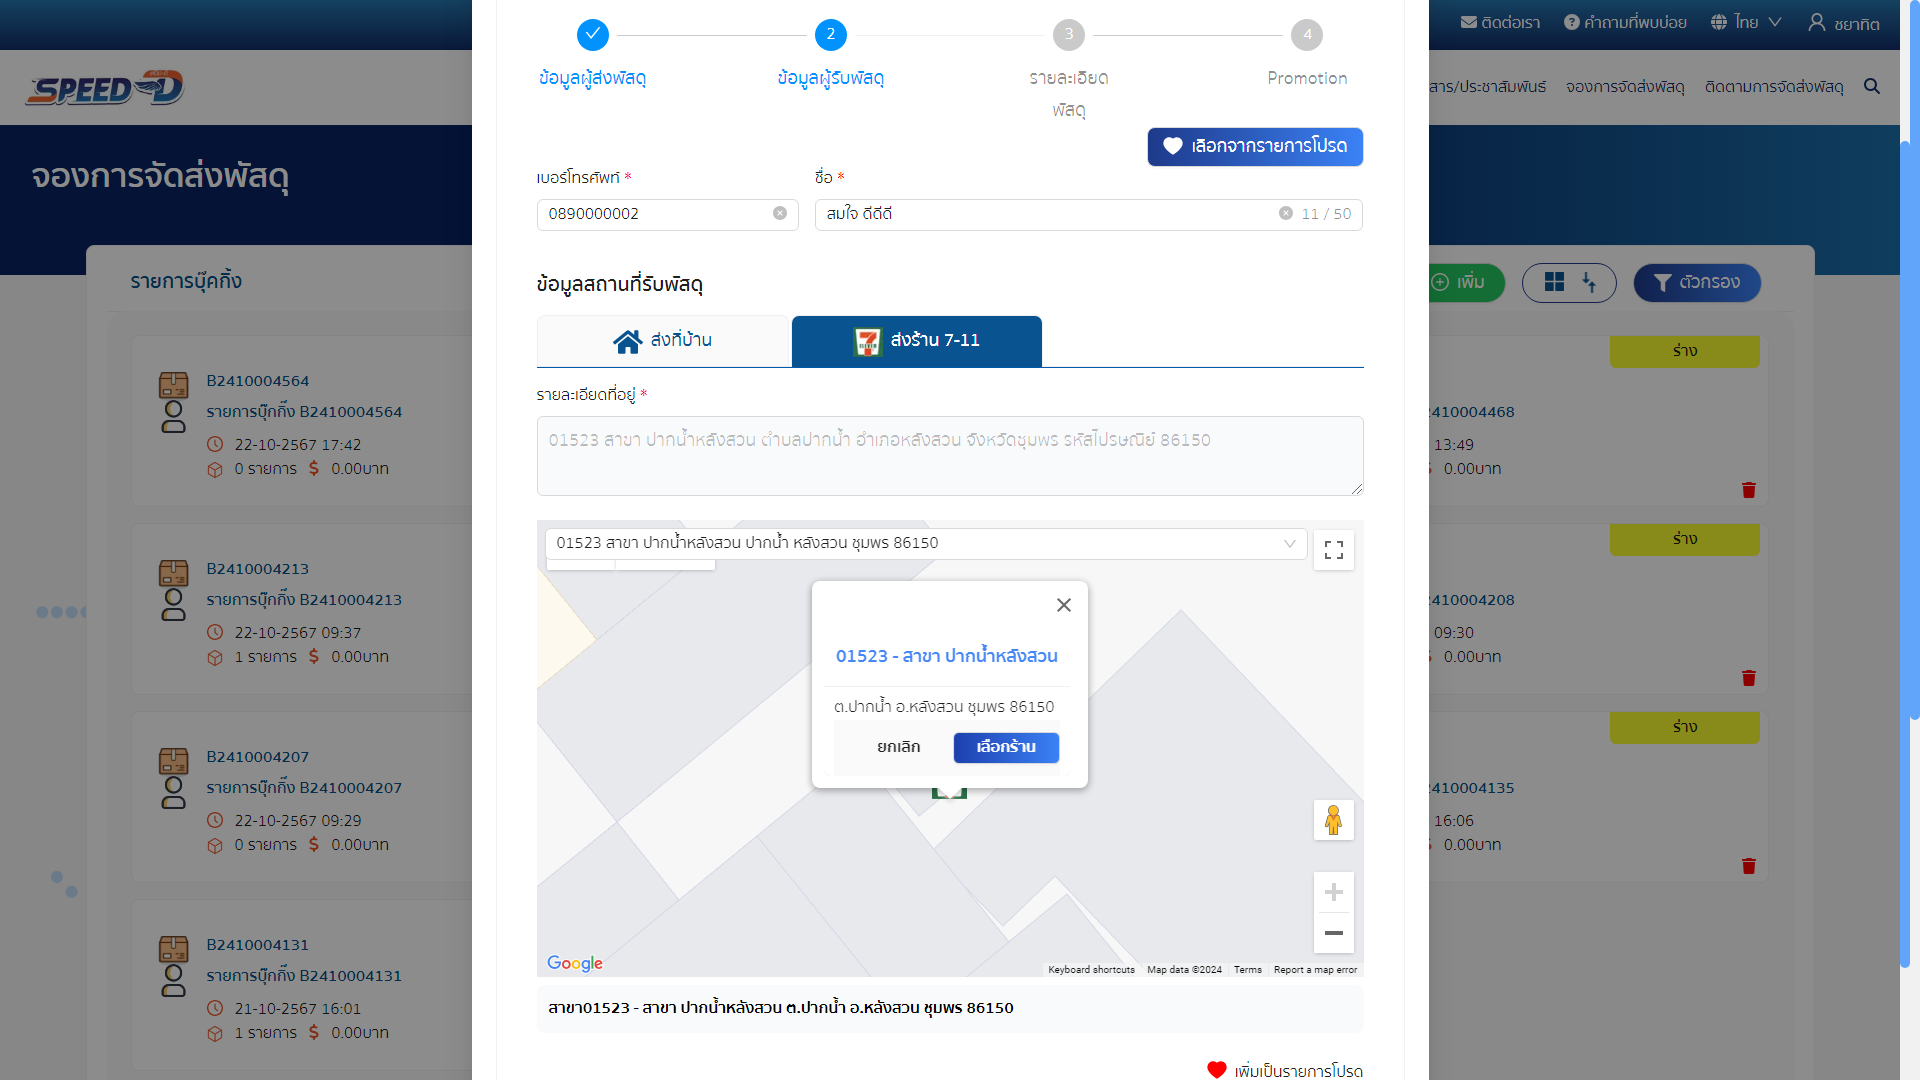 ติดต่อเรา คำถามที่พบบ่อย ไทย ชยาทิต
SPEED-D
สาร/ประชาสัมพันธ์ จองการจัดส่งพัสดุ ติดตามการจัดส่งพัสดุ
จองการจัดส่งพัสดุ
2 3 4
ข้อมูลผู้ส่งพัสดุ ข้อมูลผู้รับพัสดุ รายละเอียด Promotion
พัสดุ
เลือกจากรายการโปรด
เบอร์โทรศัพท์ * ชื่อ *
0890000002 สมใจ ดีดีดี 11 / 50
รายการบุ๊คกิ้ง
เพิ่ม ตัวกรอง
ข้อมูลสถานที่รับพัสดุ
ส่งที่บ้าน ส่งร้าน 7-11
รายละเอียดที่อยู่ *
01523 สาขา ปากน้ำหลังสวน ตำบลปากน้ำ อำเภอหลังสวน จังหวัดชุมพร รหัสไปรษณีย์ 86150
01523 สาขา ปากน้ำหลังสวน ปากน้ำ หลังสวน ชุมพร 86150
01523 - สาขา ปากน้ำหลังสวน
ต.ปากน้ำ อ.หลังสวน ชุมพร 86150
ยกเลิก เลือกร้าน
Google
Keyboard shortcuts Map data ©2024 Terms Report a map error
สาขา01523 - สาขา ปากน้ำหลังสวน ต.ปากน้ำ อ.หลังสวน ชุมพร 86150
เพิ่มเป็นรายการโปรด
B2410004564
รายการบุ๊กกิ๊ง B2410004564
22-10-2567 17:42
0 รายการ $ 0.00บาท
B2410004213
รายการบุ๊กกิ๊ง B2410004213
22-10-2567 09:37
1 รายการ $ 0.00บาท
B2410004207
รายการบุ๊กกิ๊ง B2410004207
22-10-2567 09:29
0 รายการ $ 0.00บาท
B2410004131
รายการบุ๊กกิ๊ง B2410004131
21-10-2567 16:01
1 รายการ $ 0.00บาท
ร่าง
410004468
13:49
0.00บาท
ร่าง
410004208
09:30
0.00บาท
ร่าง
410004135
16:06
0.00บาท